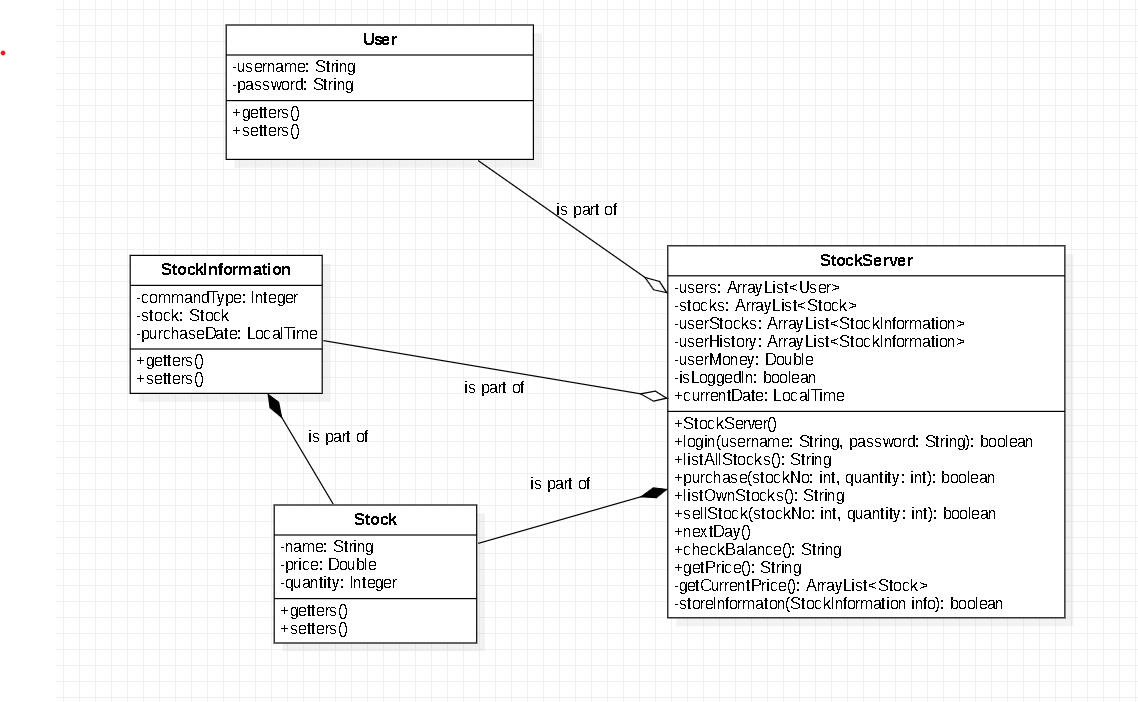 User
-username: String
-password: String
+getters()
+setters()
is part of
StockInformation
-commandType: Integer
-stock: Stock
-purchaseDate: LocalTime
+getters()
+setters()
StockServer
-users: ArrayList<User>
-stocks: ArrayList<Stock>
-userStocks: ArrayList<StockInformation>
-userHistory: ArrayList<StockInformation>
-userMoney: Double
-isLoggedIn: boolean
+currentDate: LocalTime
+StockServer()
+login(username: String, password: String): boolean
+listAllStocks(): String
+purchase(stockNo: int, quantity: int): boolean
+listOwnStocks(): String
+sellStock(stockNo: int, quantity: int): boolean
+nextDay()
+checkBalance(): String
+getPrice(): String
-getCurrentPrice(): ArrayList<Stock>
-storeInformaton(StockInformation info): boolean
is part of
is part of
is part of
Stock
-name: String
-price: Double
-quantity: Integer
+getters()
+setters()